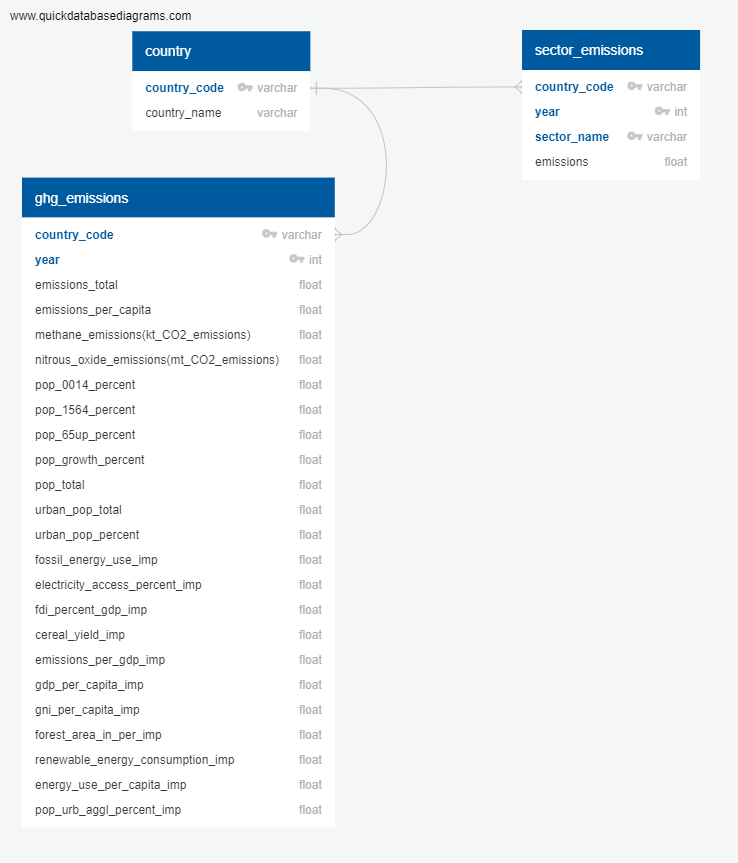 www.quickdatabasediagrams.com
country
country_code varchar
country_name varchar
sector_emissions
country_code varchar
year int
sector_name varchar
emissions float
ghg_emissions
country_code varchar
year int
emissions_total float
emissions_per_capita float
methane_emissions(kt_CO2_emissions) float
nitrous_oxide_emissions(mt_CO2_emissions) float
pop_0014_percent float
pop_1564_percent float
pop_65up_percent float
pop_growth_percent float
pop_total float
urban_pop_total float
urban_pop_percent float
fossil_energy_use_imp float
electricity_access_percent_imp float
fdi_percent_gdp_imp float
cereal_yield_imp float
emissions_per_gdp_imp float
gdp_per_capita_imp float
gni_per_capita_imp float
forest_area_in_per_imp float
renewable_energy_consumption_imp float
energy_use_per_capita_imp float
pop_urb_aggl_percent_imp float